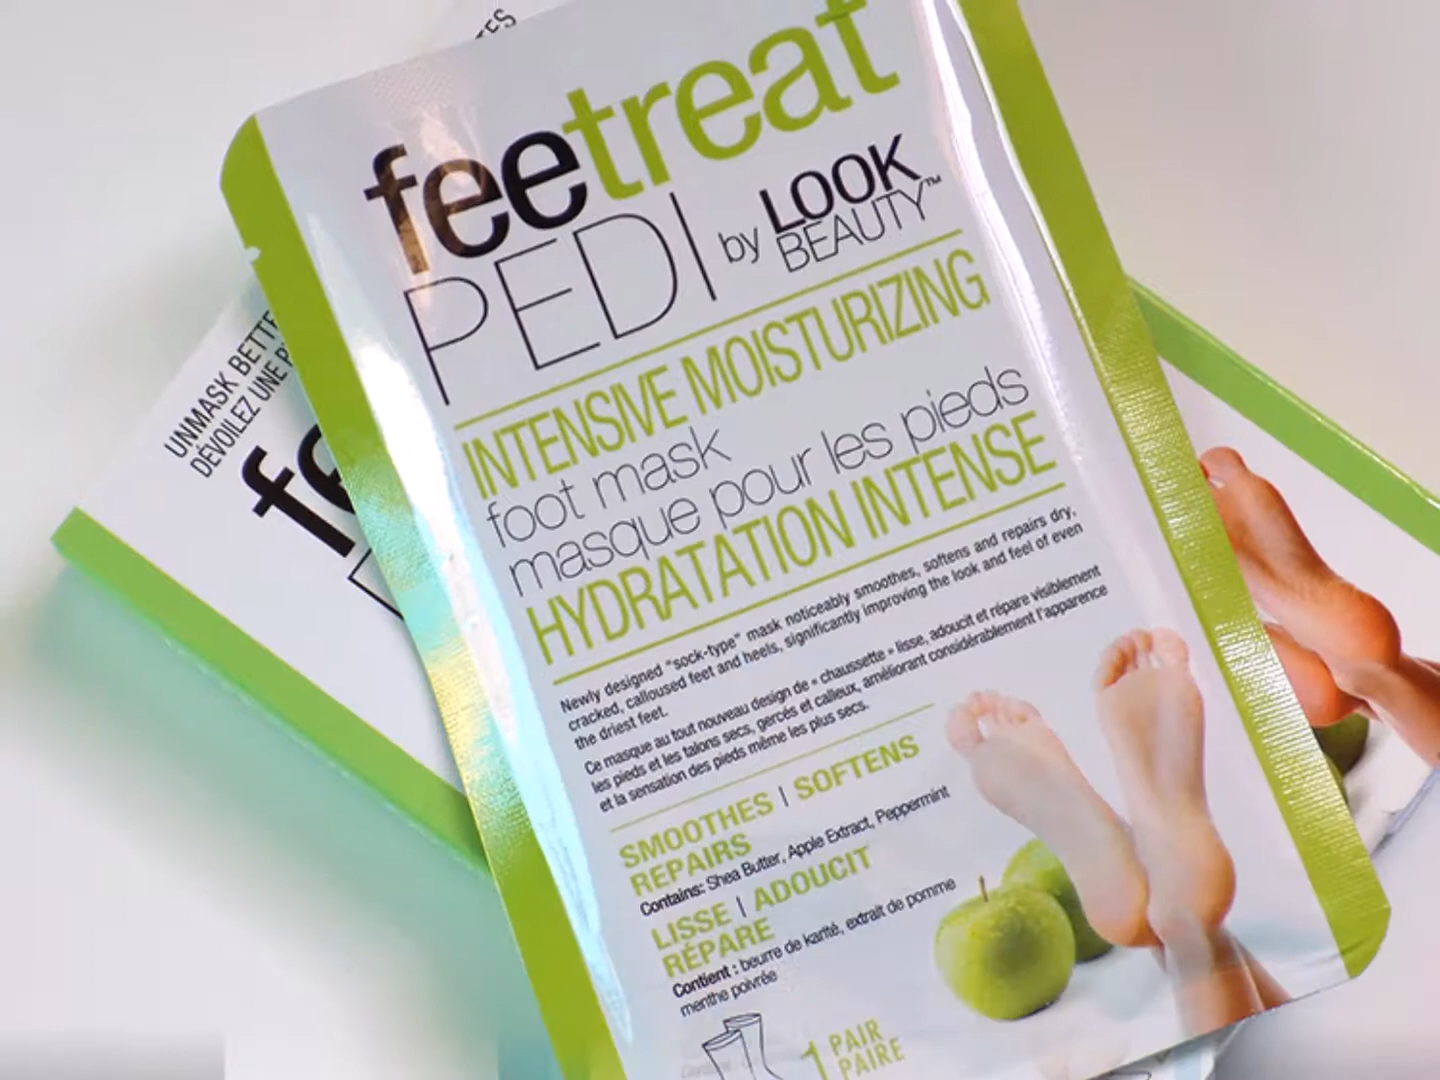 feetreat
PEDI by LOOK
BEAUTY™
INTENSIVE MOISTURIZING
foot mask
masque pour les pieds
HYDRATATION INTENSE
Newly designed "sock-type" mask noticeably smoothes, softens and repairs dry,
cracked, calloused feet and heels, significantly improving the look and feel of even
the driest feet.
Ce masque au tout nouveau design de « chaussette » lisse, adoucit et répare visiblement
les pieds et les talons secs, gercés et calleux, améliorant considérablement l'apparence
et la sensation des pieds même les plus secs.
SMOOTHES | SOFTENS
REPAIRS
Contains: Shea Butter, Apple Extract, Peppermint
LISSE | ADOUCIT
RÉPARE
Contient : beurre de karité, extrait de pomme
menthe poivrée
1 PAIR
PAIRE
UNMASK BETTE
DÉVOILEZ UNE P
fe